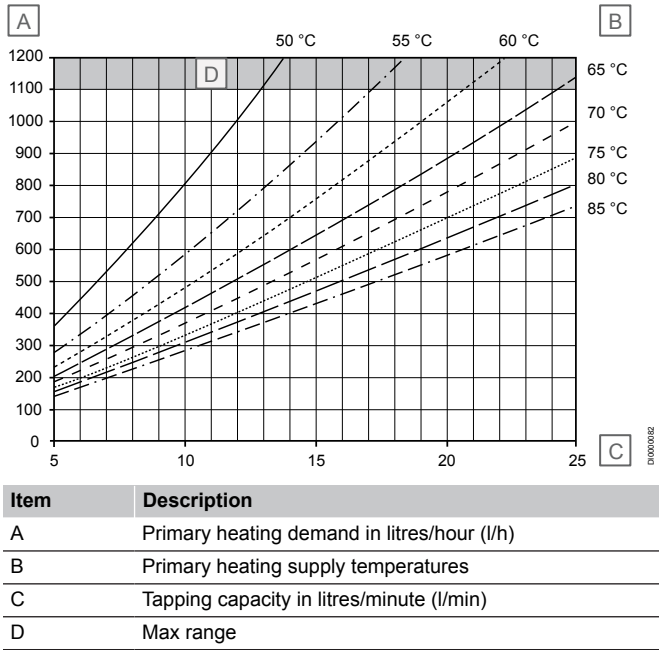 A
B
50 °C 55 °C 60 °C
1200
D
65 °C
1100
70 °C
1000
900
75 °C
80 °C
800
85 °C
700
600
500
400
300
200
100
0
5 10 15 20 25
C
DI0000082
Item Description
A Primary heating demand in litres/hour (l/h)
B Primary heating supply temperatures
C Tapping capacity in litres/minute (l/min)
D Max range